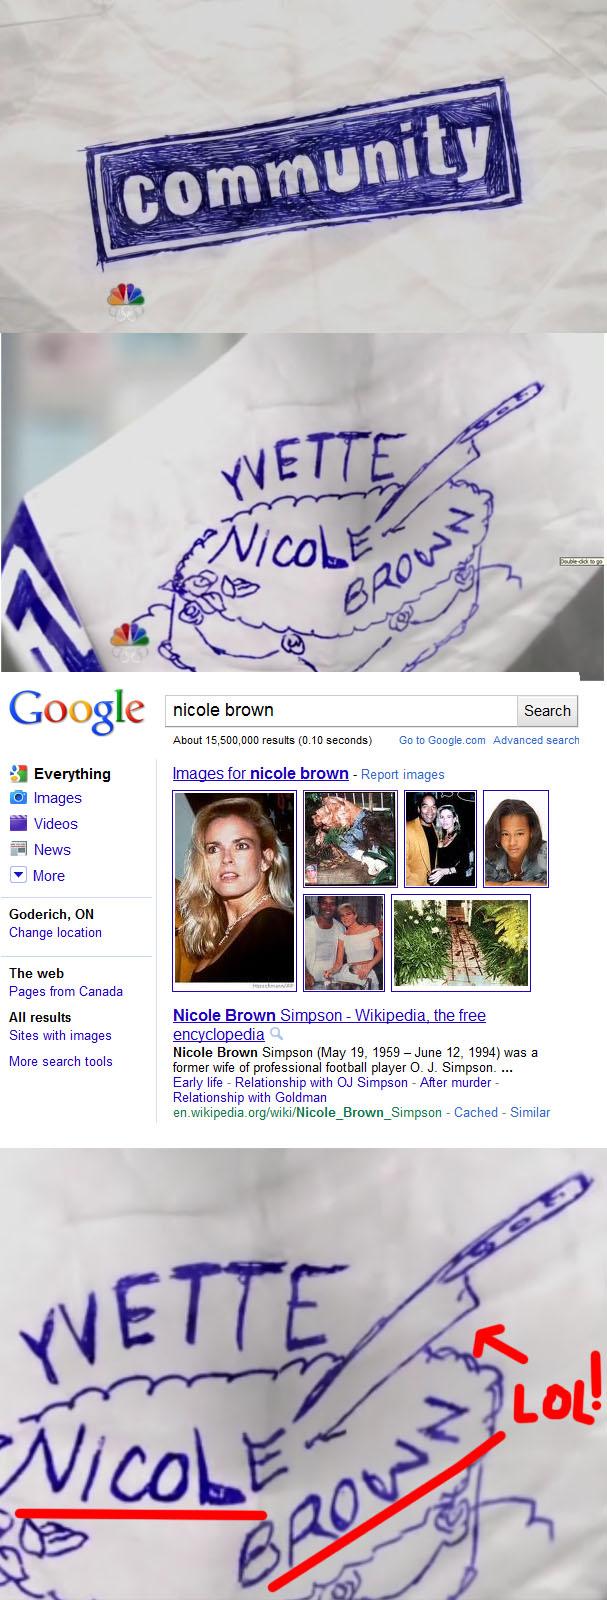 community
YVETTE
NICOLE
BROWN
Double-click to go
Google
nicole brown
Search
About 15,500,000 results (0.10 seconds)
Go to Google.com
Advanced search
Everything
Images
Videos
News
More
Goderich, ON
Change location
The web
Pages from Canada
All results
Sites with images
More search tools
Images for nicole brown - Report images
Nicole Brown Simpson - Wikipedia, the free
encyclopedia
Nicole Brown Simpson (May 19, 1959 – June 12, 1994) was a
former wife of professional football player O. J. Simpson. ...
Early life - Relationship with OJ Simpson - After murder -
Relationship with Goldman
en.wikipedia.org/wiki/Nicole_Brown_Simpson - Cached - Similar
YVETTE
NICOLE
BROWN
LOL!